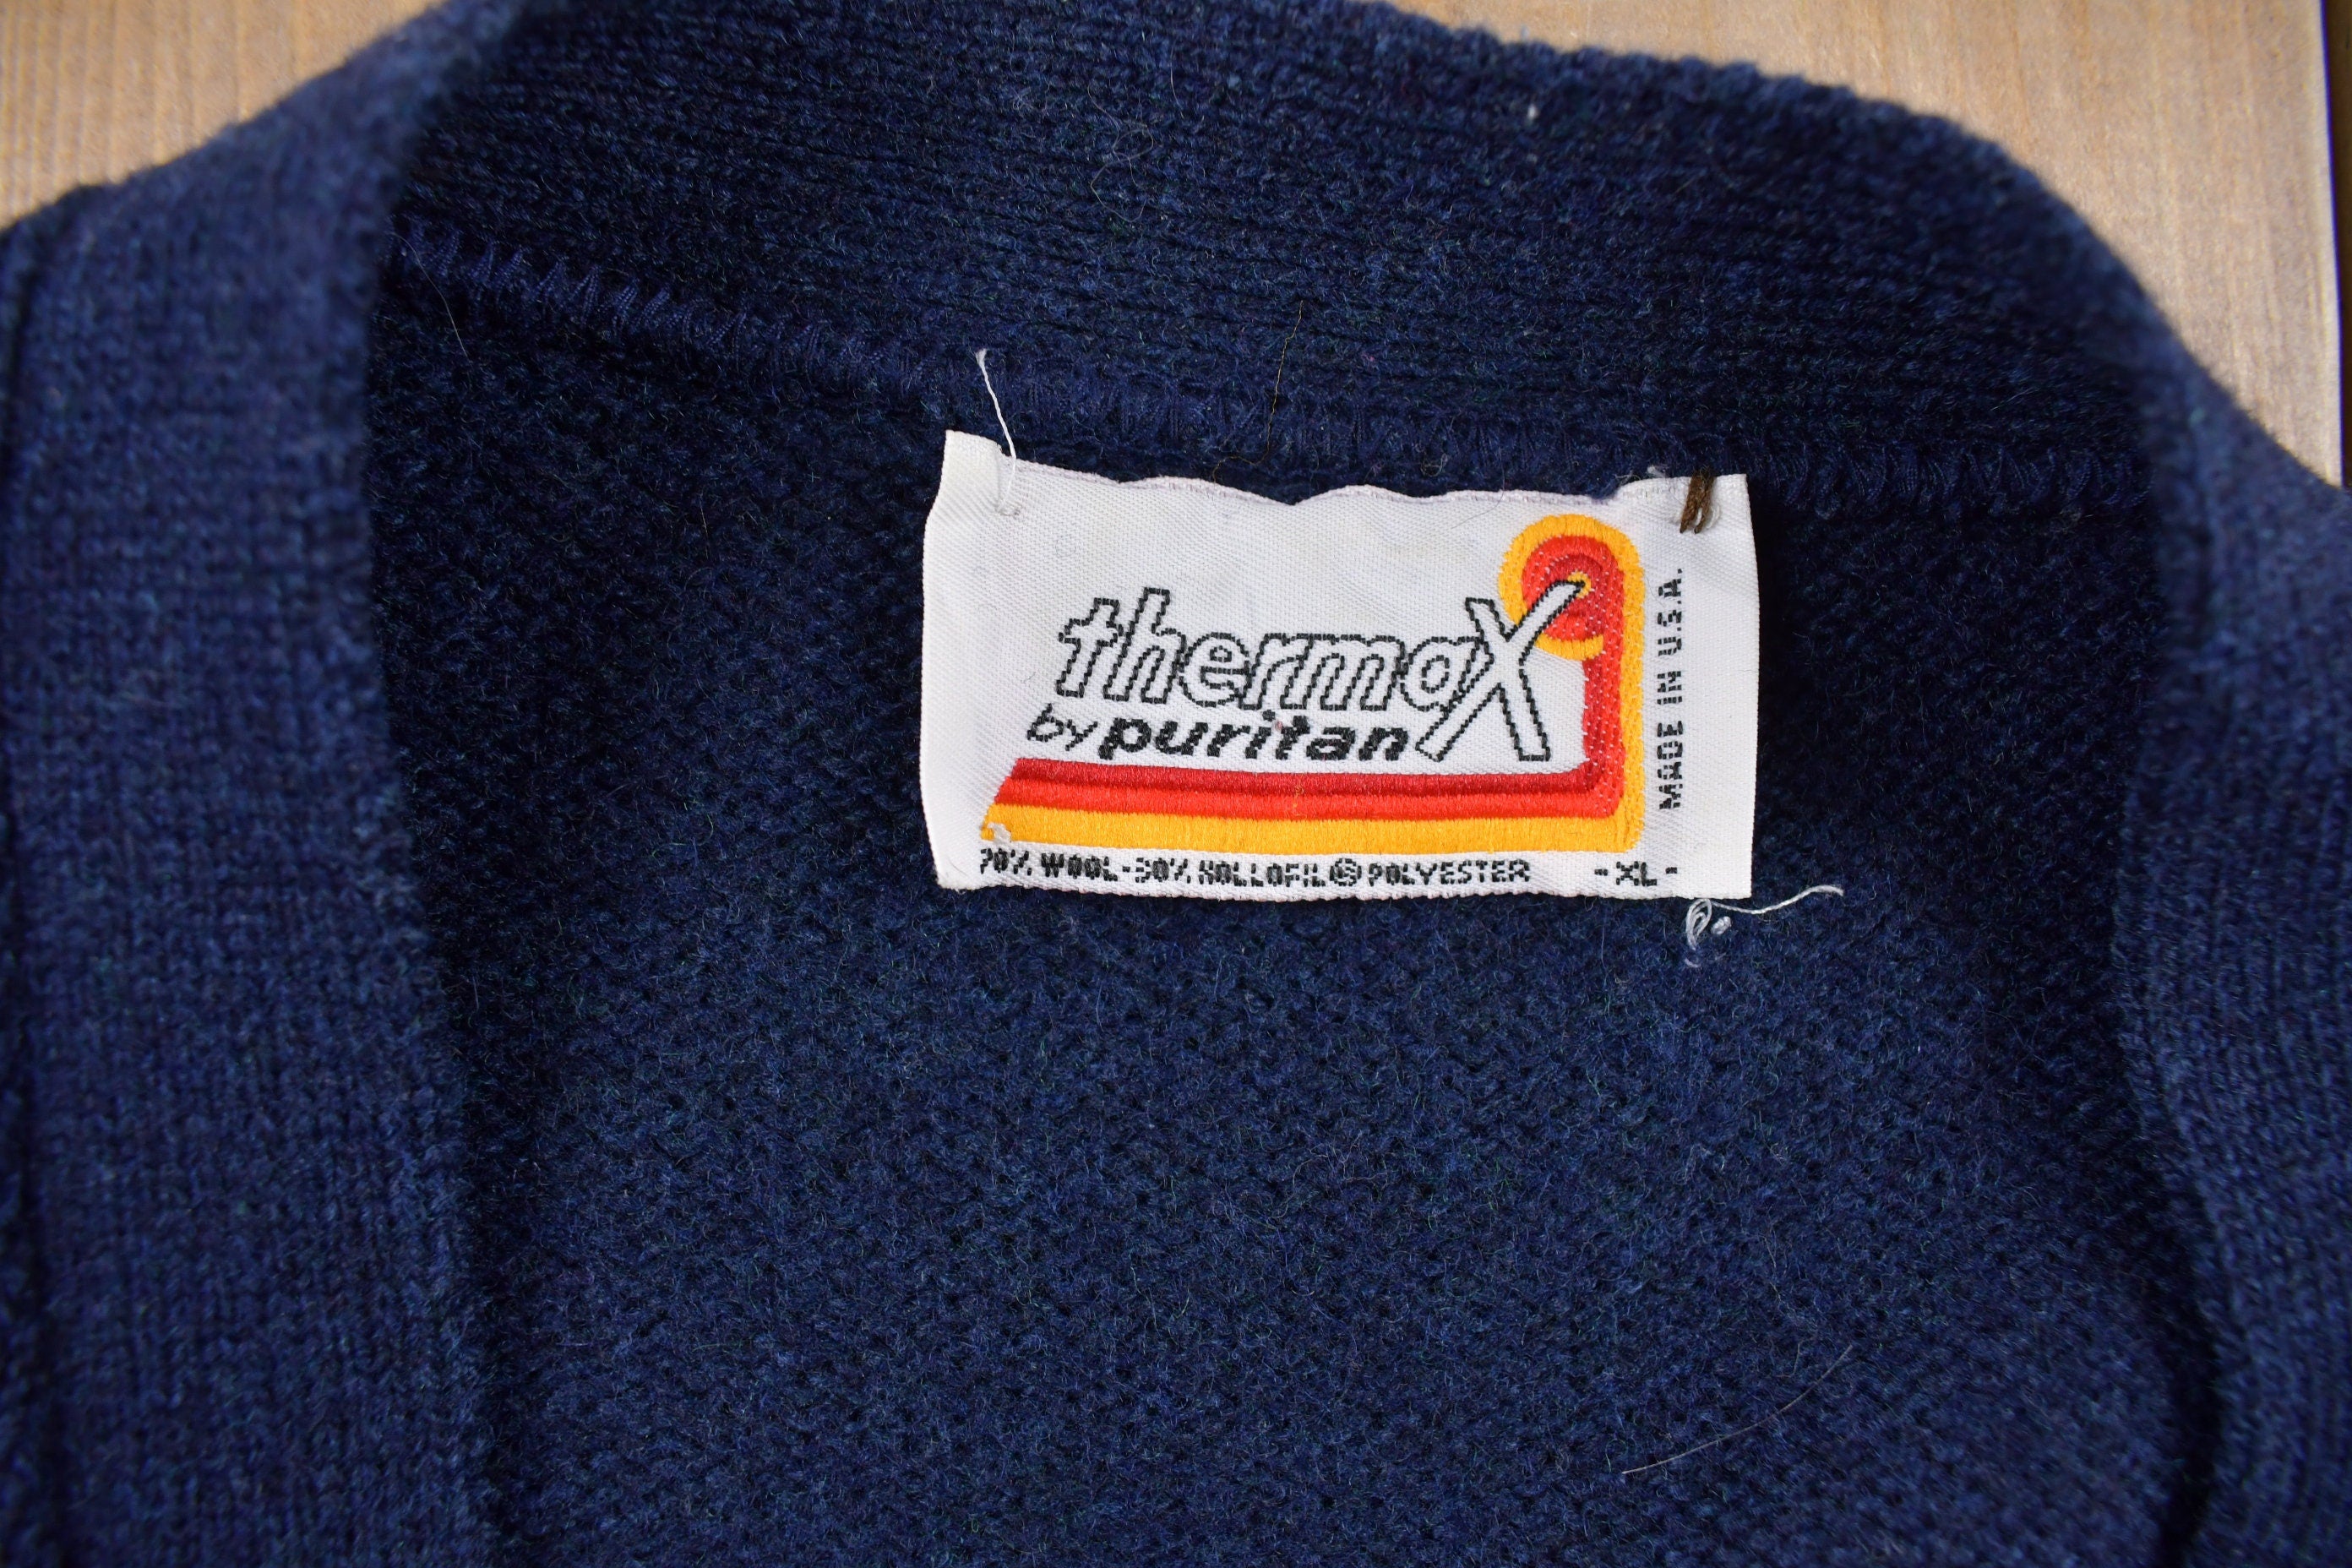 thermaX
by puritan
MADE IN U.S.A.
70% WOOL-30% HOLLOFIL® POLYESTER -XL-